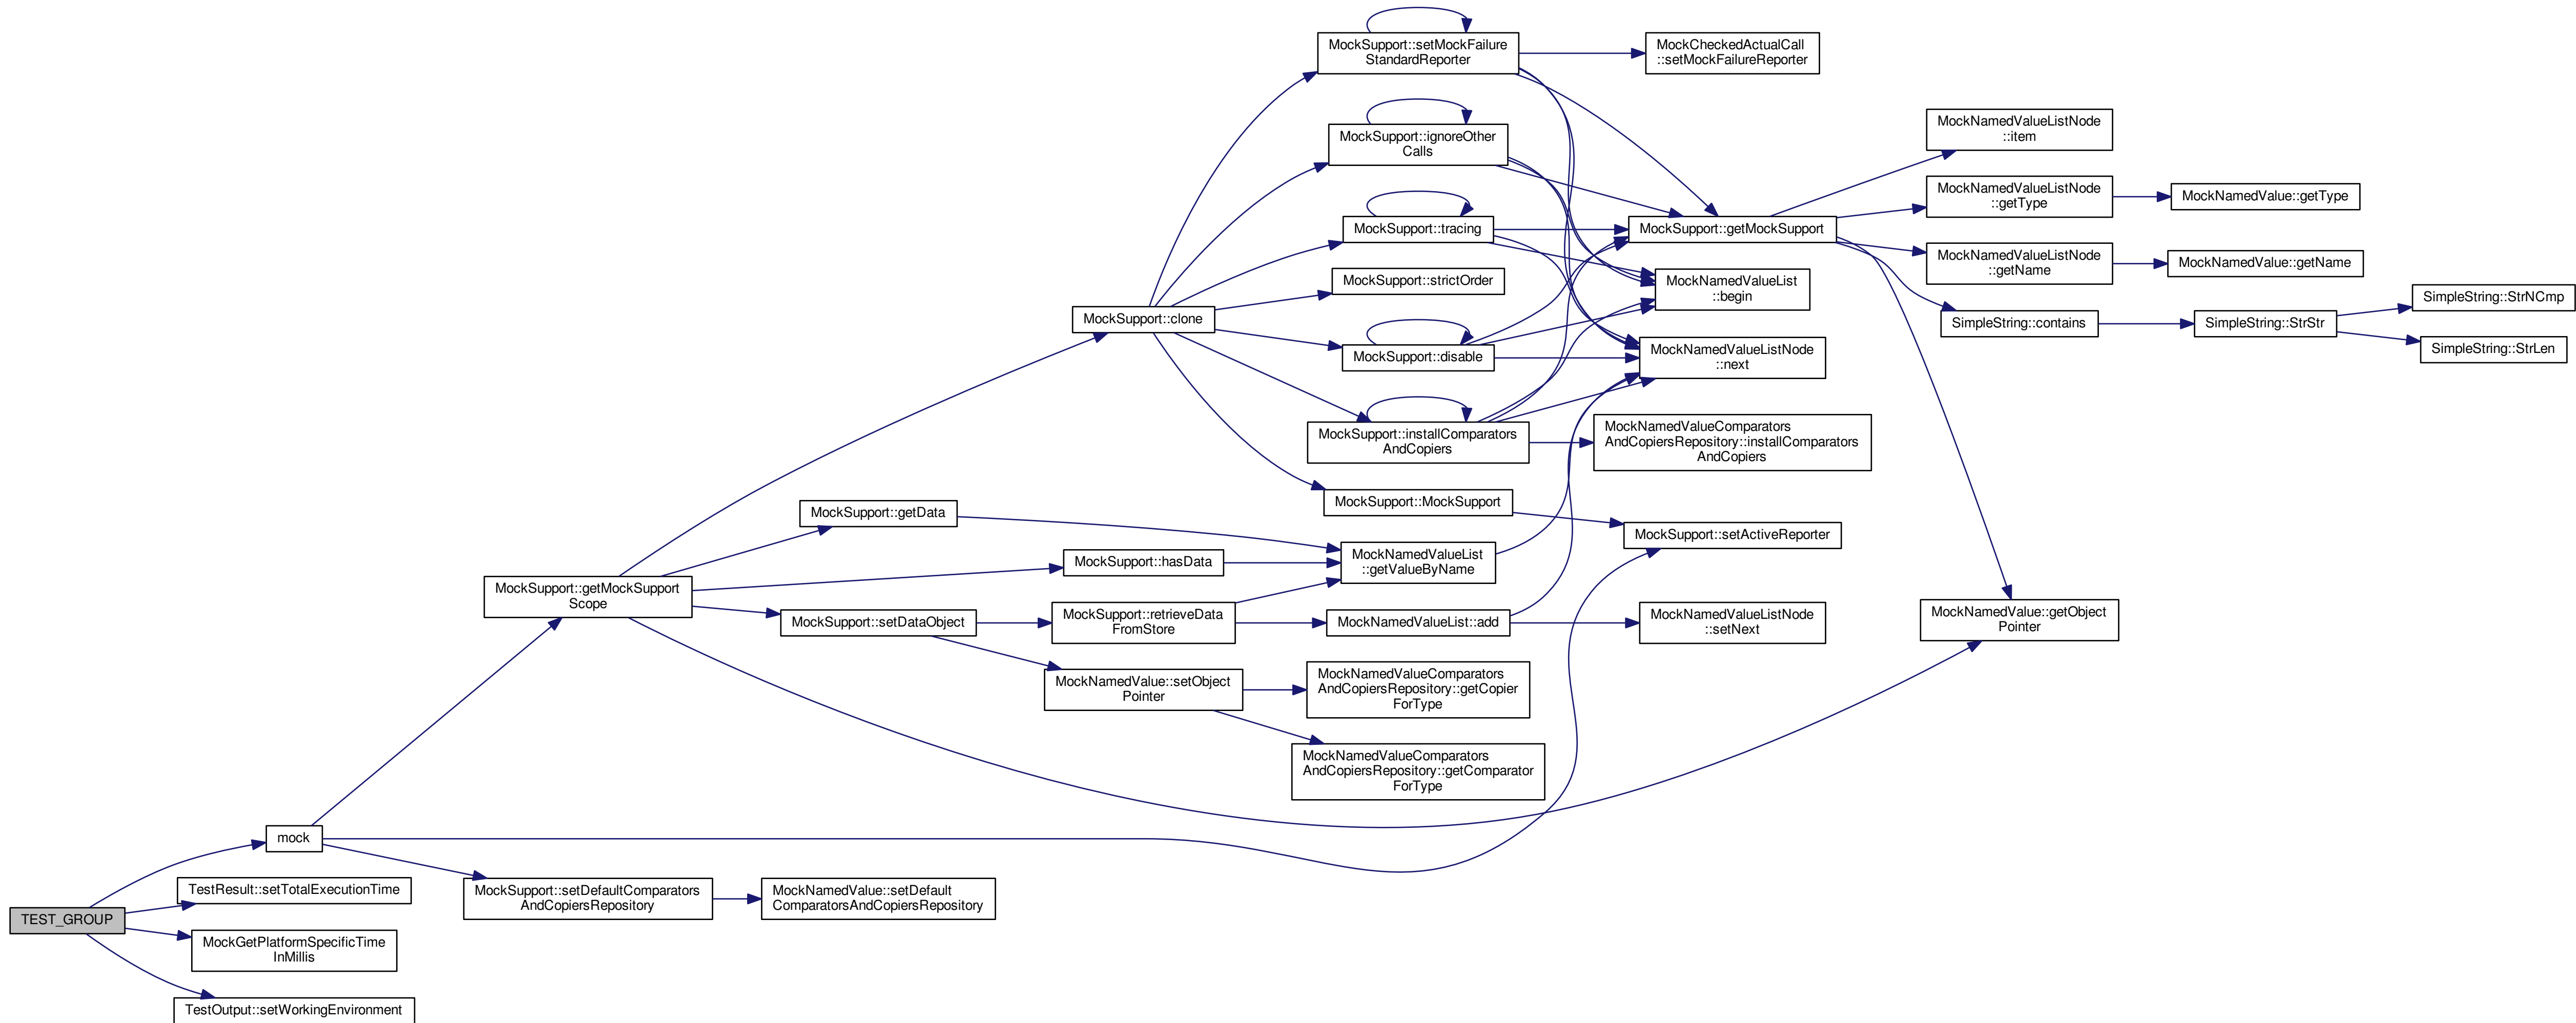 MockSupport::setMockFailure
StandardReporter
MockCheckedActualCall
::setMockFailureReporter
MockSupport::ignoreOther
Calls
MockNamedValueListNode
::item
MockSupport::tracing
MockSupport::getMockSupport
MockNamedValueListNode
::getType
MockNamedValue::getType
MockSupport::strictOrder
MockNamedValueList
::begin
MockNamedValueListNode
::getName
MockNamedValue::getName
MockSupport::clone
SimpleString::contains
SimpleString::StrStr
SimpleString::StrNCmp
SimpleString::StrLen
MockSupport::disable
MockNamedValueListNode
::next
MockSupport::installComparators
AndCopiers
MockNamedValueComparators
AndCopiersRepository::installComparators
AndCopiers
MockSupport::MockSupport
MockSupport::setActiveReporter
MockSupport::getData
MockSupport::hasData
MockNamedValueList
::getValueByName
MockSupport::getMockSupport
Scope
MockSupport::setDataObject
MockSupport::retrieveData
FromStore
MockNamedValueList::add
MockNamedValueListNode
::setNext
MockNamedValue::getObject
Pointer
MockNamedValue::setObject
Pointer
MockNamedValueComparators
AndCopiersRepository::getCopier
ForType
MockNamedValueComparators
AndCopiersRepository::getComparator
ForType
mock
TestResult::setTotalExecutionTime
MockSupport::setDefaultComparators
AndCopiersRepository
MockNamedValue::setDefault
ComparatorsAndCopiersRepository
TEST_GROUP
MockGetPlatformSpecificTime
InMillis
TestOutput::setWorkingEnvironment